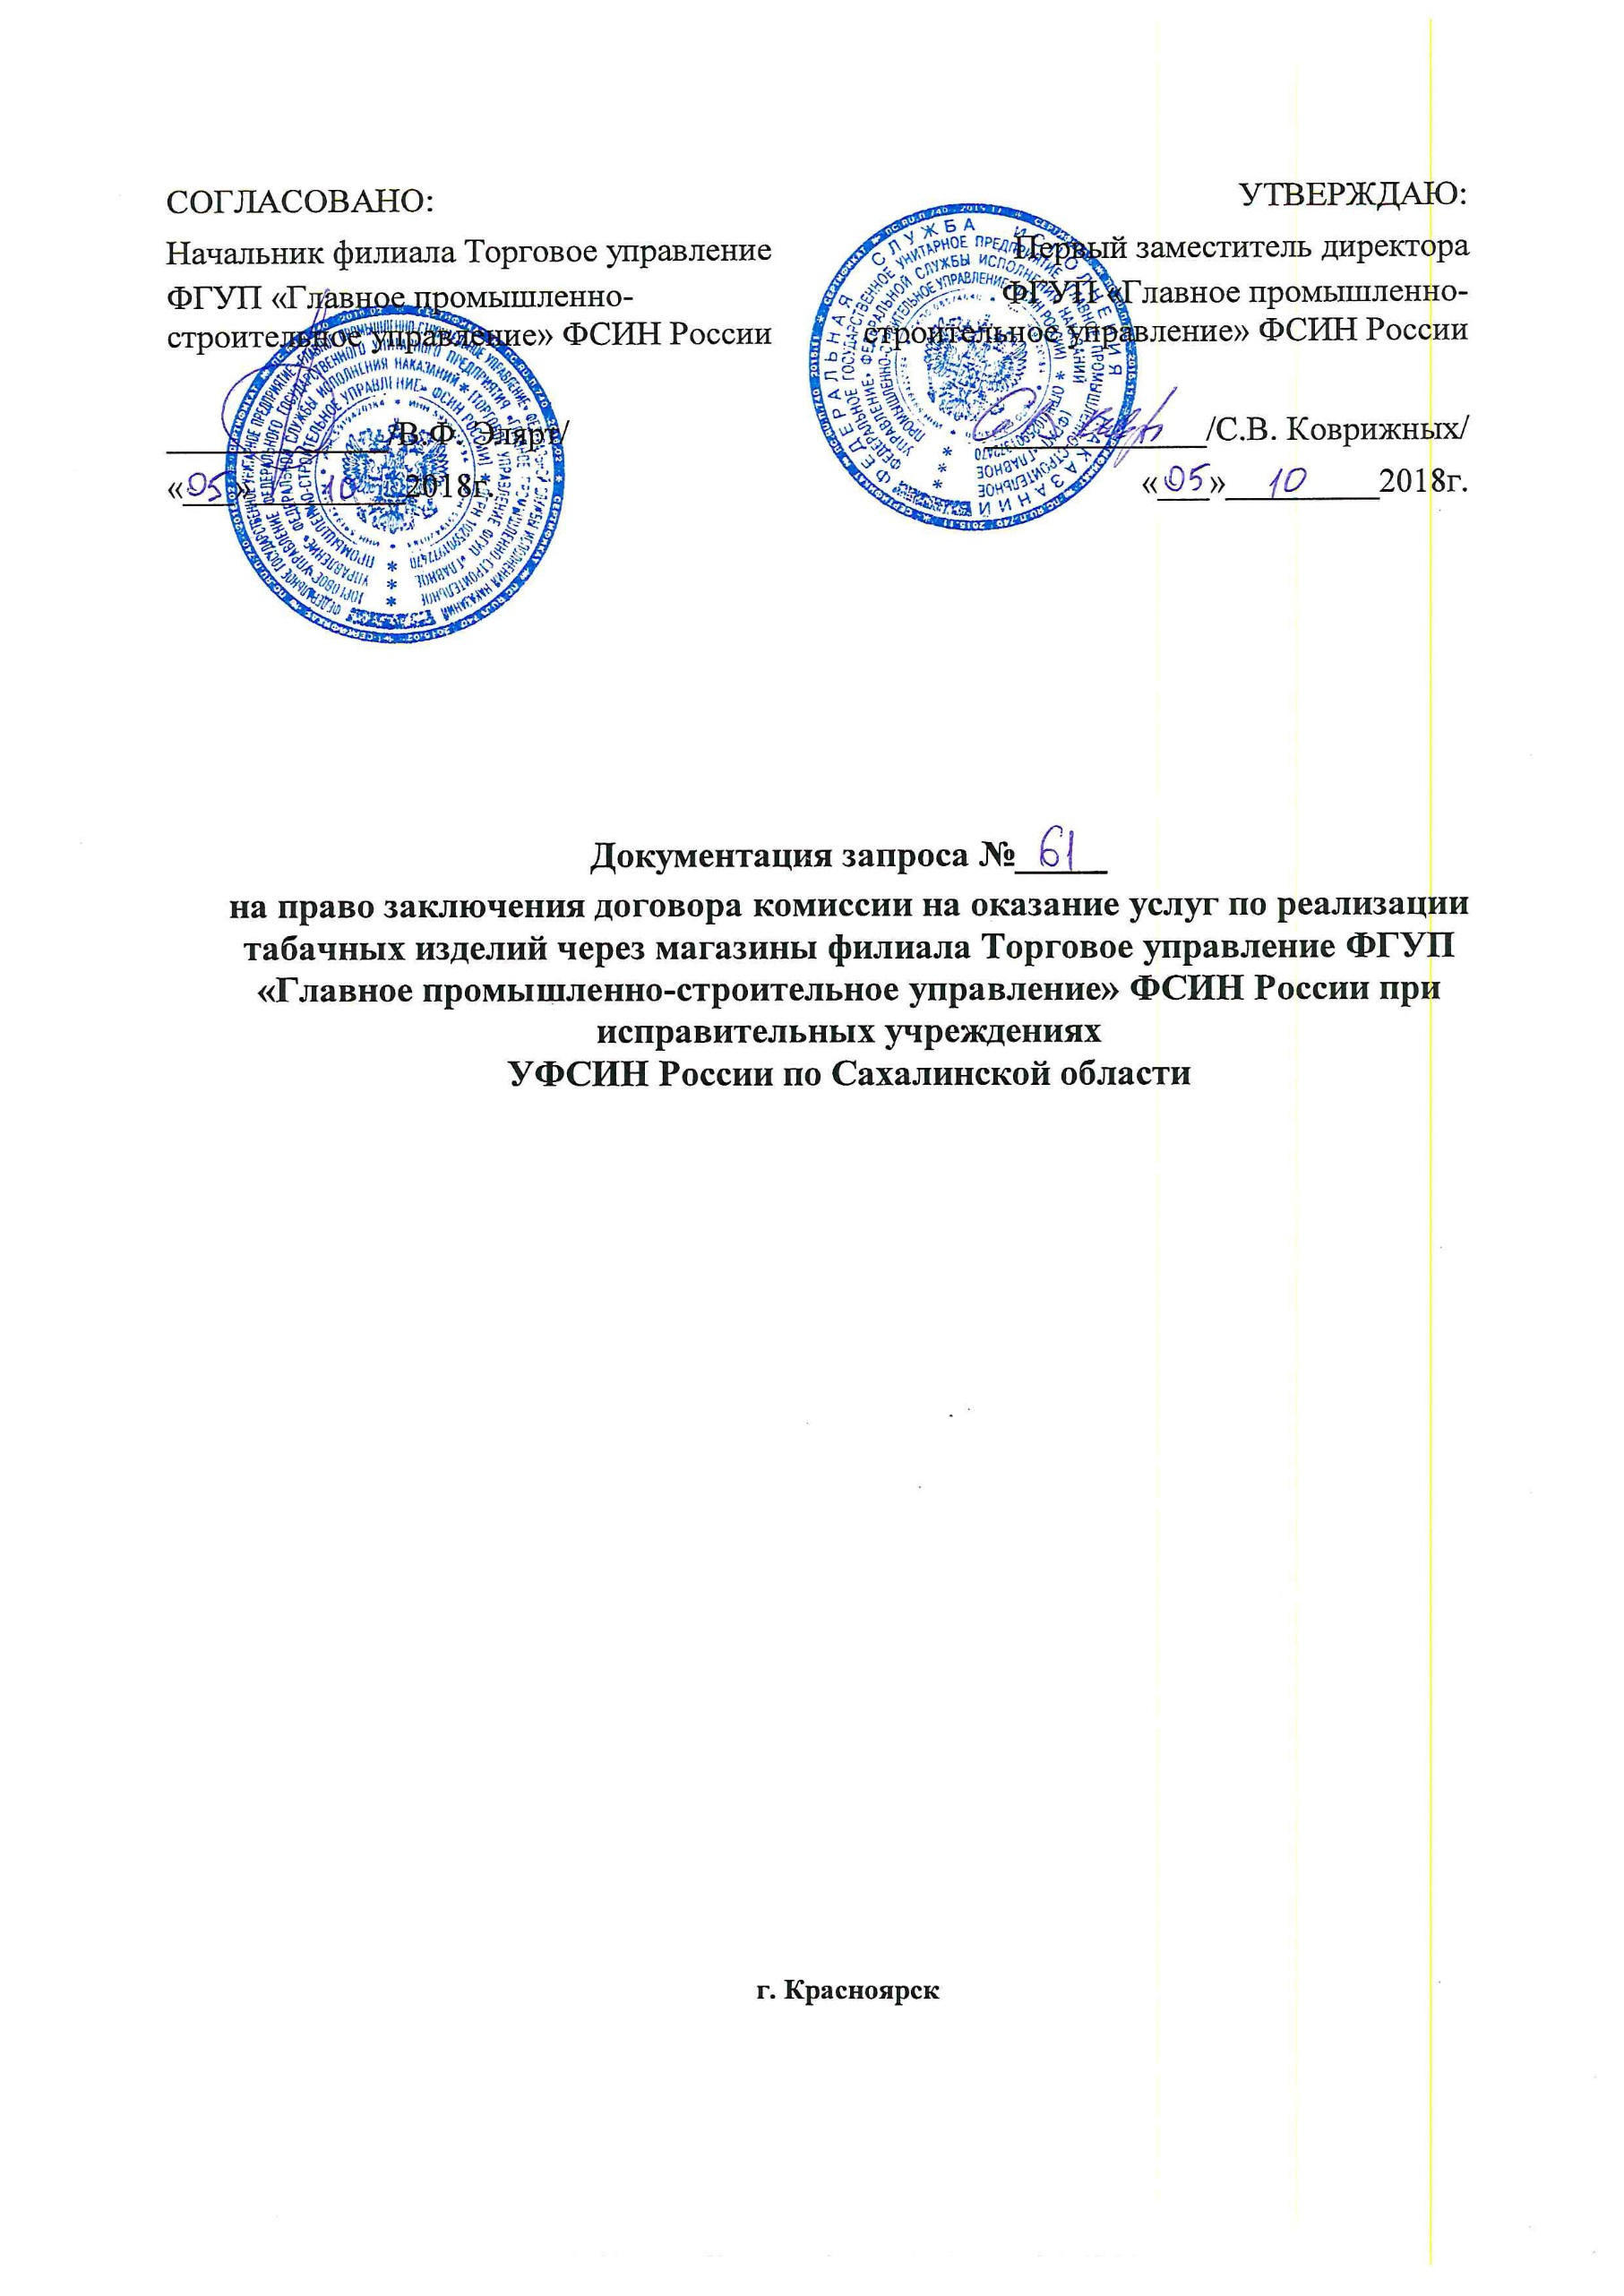 СОГЛАСОВАНО:
Начальник филиала Торговое управление
ФГУП «Главное промышленно-
строительное управление» ФСИН России
/В.Ф. Элярт/
«05» 10 2018г.
УТВЕРЖДАЮ:
Первый заместитель директора
ФГУП «Главное промышленно-
строительное управление» ФСИН России
/С.В. Коврижных/
«05» 10 2018г.
Документация запроса № 61
на право заключения договора комиссии на оказание услуг по реализации
табачных изделий через магазины филиала Торговое управление ФГУП
«Главное промышленно-строительное управление» ФСИН России при
исправительных учреждениях
УФСИН России по Сахалинской области
г. Красноярск